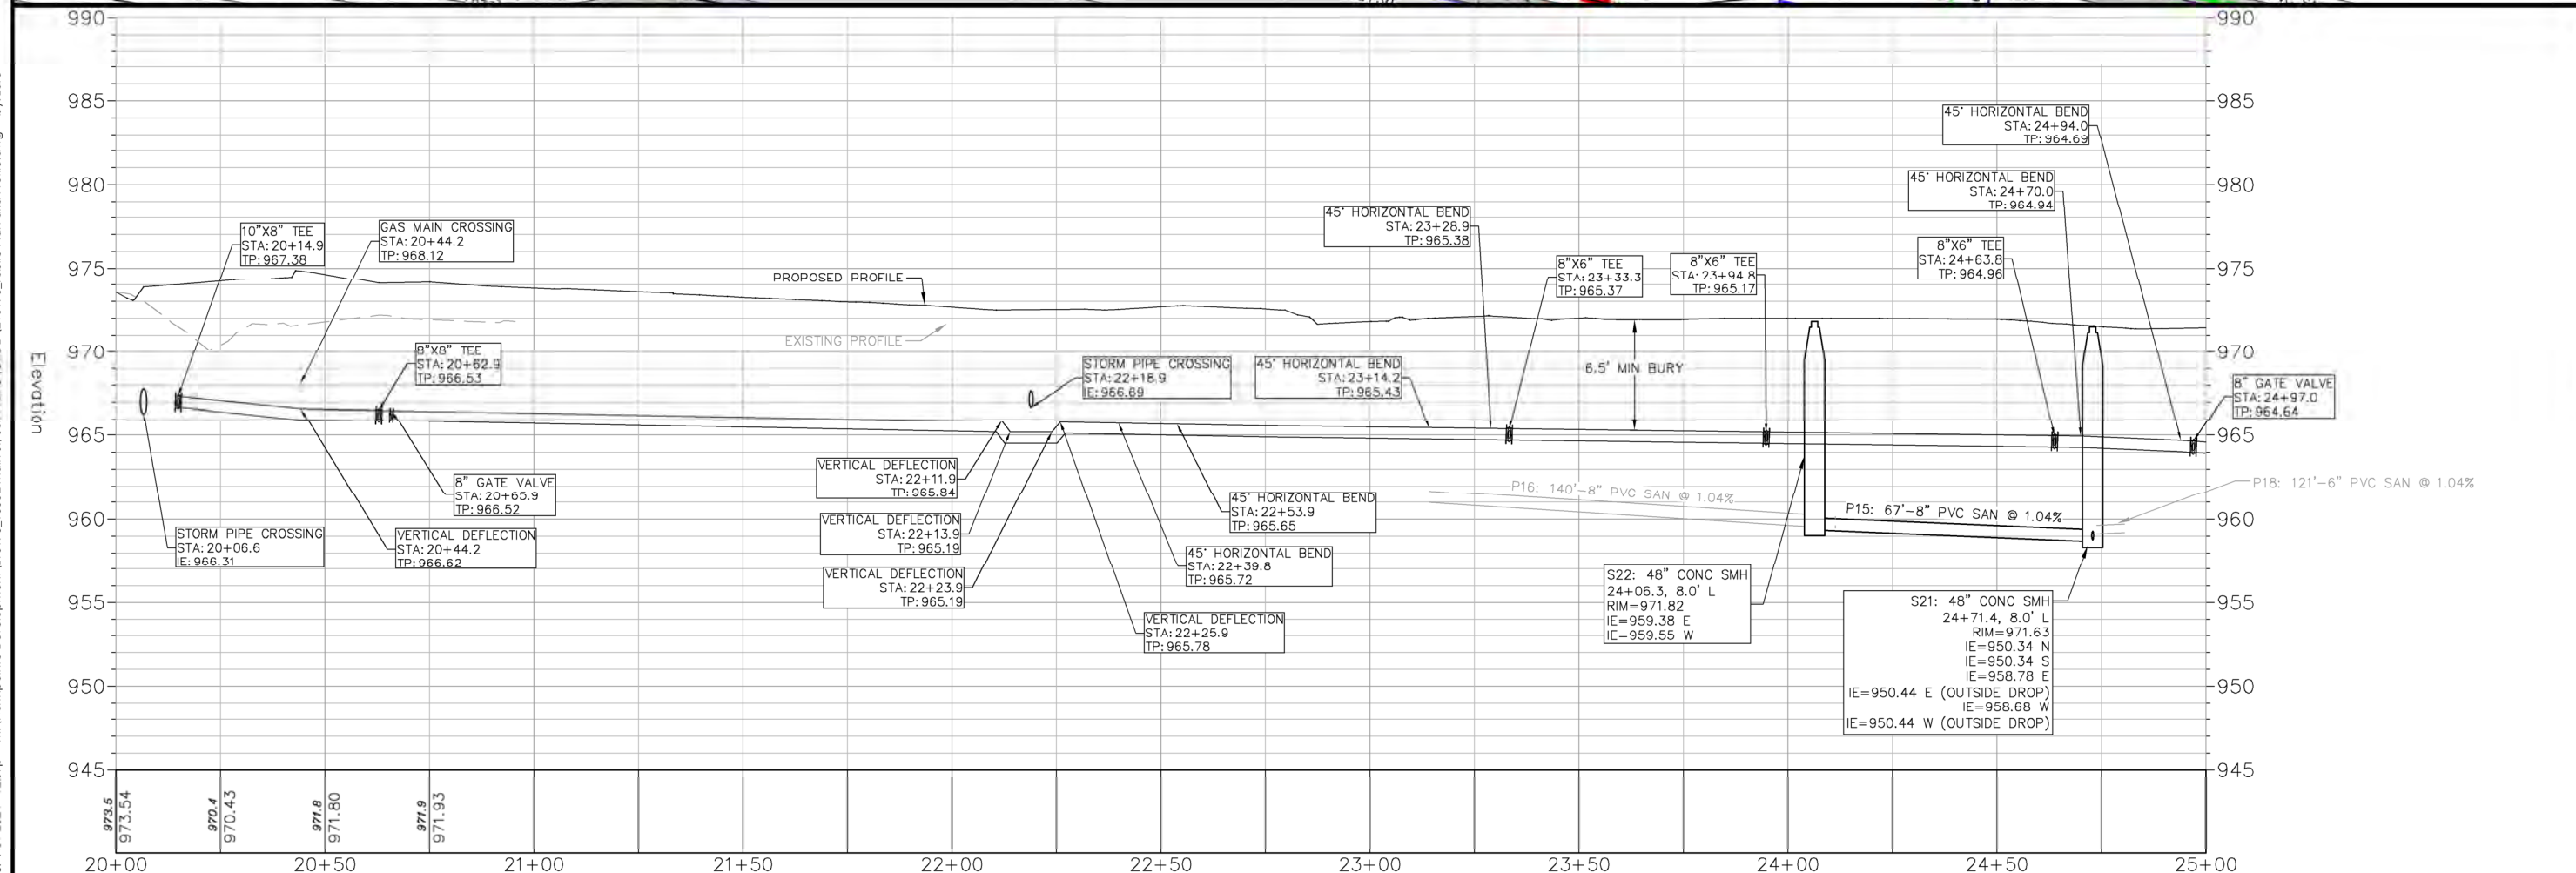 990
985
980
975
970
965
960
955
950
945
Elevation
990
985
980
975
970
965
960
955
950
945
10"X8" TEE
STA: 20+14.9
TP: 967.38
GAS MAIN CROSSING
STA: 20+44.2
TP: 968.12
8"X8" TEE
STA: 20+62.9
TP: 966.53
8" GATE VALVE
STA: 20+65.9
TP: 966.52
STORM PIPE CROSSING
STA: 20+06.6
IE: 966.31
VERTICAL DEFLECTION
STA: 20+44.2
TP: 966.62
PROPOSED PROFILE
EXISTING PROFILE
STORM PIPE CROSSING
STA: 22+18.9
IE: 966.69
VERTICAL DEFLECTION
STA: 22+11.9
TP: 965.84
VERTICAL DEFLECTION
STA: 22+13.9
TP: 965.19
VERTICAL DEFLECTION
STA: 22+23.9
TP: 965.19
VERTICAL DEFLECTION
STA: 22+25.9
TP: 965.78
45° HORIZONTAL BEND
STA: 22+39.8
TP: 965.72
45° HORIZONTAL BEND
STA: 22+53.9
TP: 965.65
45° HORIZONTAL BEND
STA: 23+14.2
TP: 965.43
45° HORIZONTAL BEND
STA: 23+28.9
TP: 965.38
8"X6" TEE
STA: 23+33.3
TP: 965.37
8"X6" TEE
STA: 23+94.8
TP: 965.17
6.5' MIN BURY
8"X6" TEE
STA: 24+63.8
TP: 964.96
45° HORIZONTAL BEND
STA: 24+70.0
TP: 964.94
45° HORIZONTAL BEND
STA: 24+94.0
TP: 964.69
8" GATE VALVE
STA: 24+97.0
TP: 964.64
P16: 140'-8" PVC SAN @ 1.04%
P15: 67'-8" PVC SAN @ 1.04%
P18: 121'-6" PVC SAN @ 1.04%
S22: 48" CONC SMH
24+06.3, 8.0' L
RIM=971.82
IE=959.38 E
IE=959.55 W
S21: 48" CONC SMH
24+71.4, 8.0' L
RIM=971.63
IE=950.34 N
IE=950.34 S
IE=958.78 E
IE=950.44 E (OUTSIDE DROP)
IE=958.68 W
IE=950.44 W (OUTSIDE DROP)
973.5
973.54
970.4
970.43
971.8
971.80
971.9
971.93
20+00
20+50
21+00
21+50
22+00
22+50
23+00
23+50
24+00
24+50
25+00